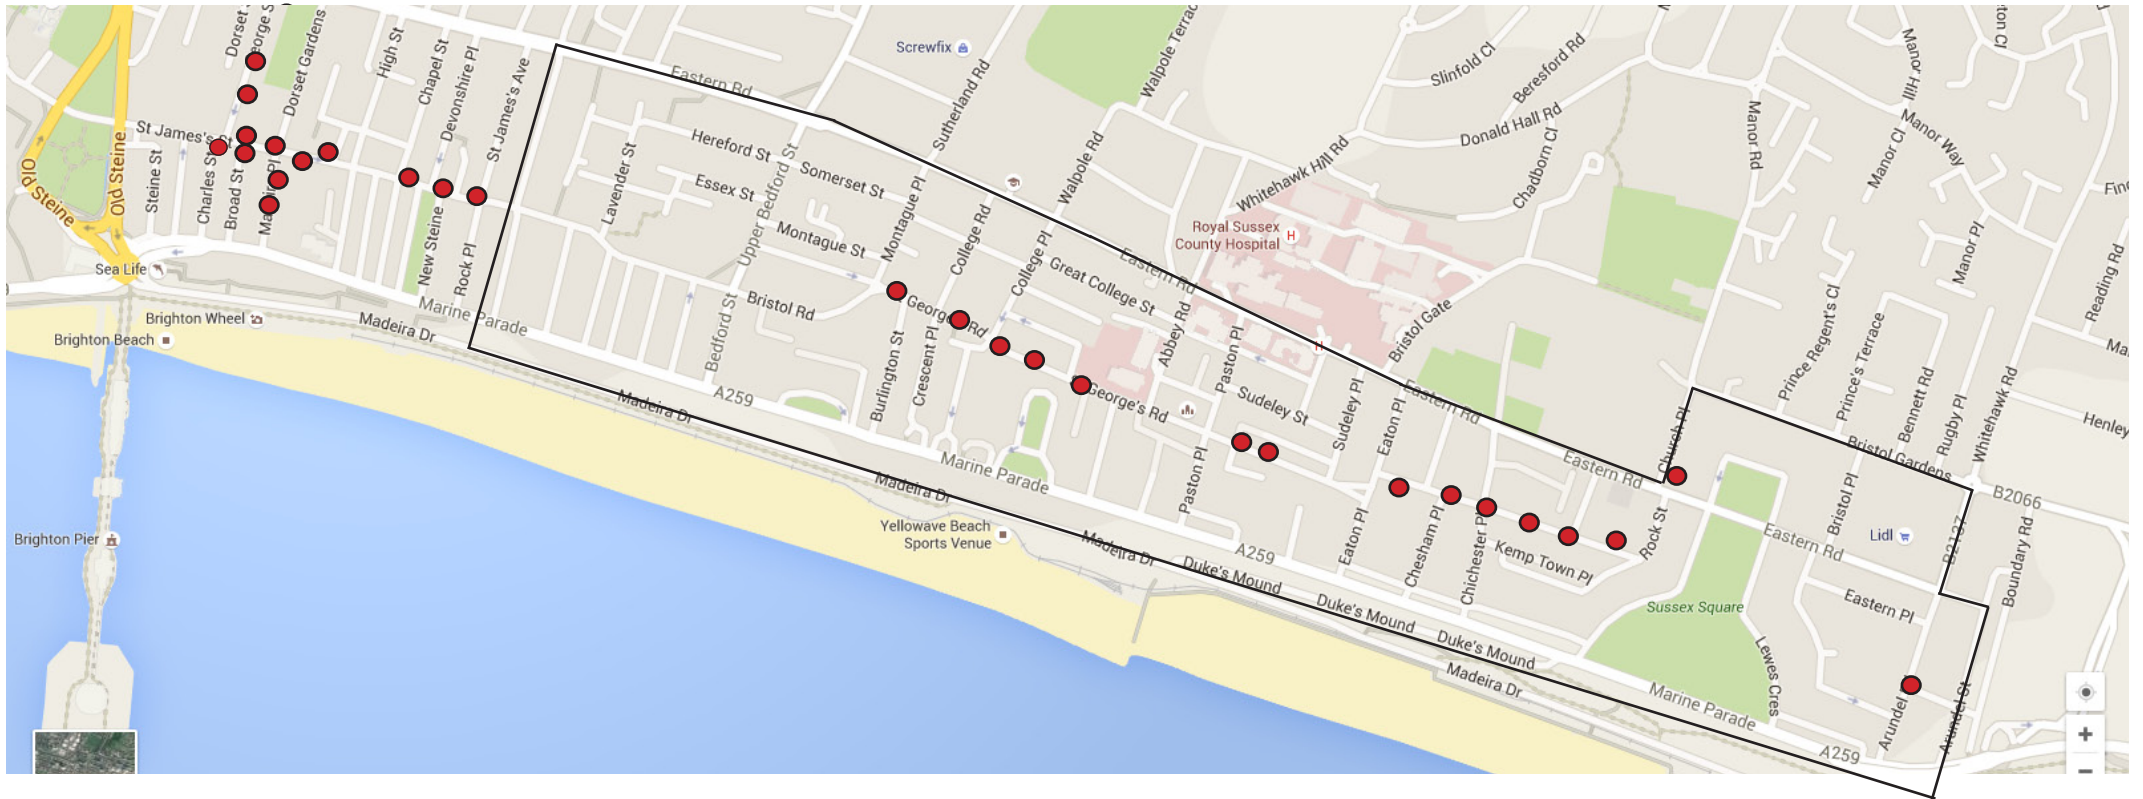 Dorset
George S
Dorset Gardens
High St
Chapel St
Devonshire Pl
St James's Ave
St James's St
Old Steine
Old Steine
Steine St
Charles St
Broad St
New Steine
Rock Pl
Sea Life
Brighton Wheel
Brighton Beach
Brighton Pier
Madeira Dr
Marine Parade
Eastern Rd
Screwfix
Sutherland Rd
Walpole Terrac
Walpole Rd
Hereford St
Somerset St
Essex St
Lavender St
Upper Bedford St
Montague St
Montague Pl
Bristol Rd
Bedford St
College Rd
College Pl
George
Rd
Burlington St
Crescent Pl
Great College St
Eastern Rd
Abbey Rd
Paston Pl
George's Rd
A259
Madeira Dr
Marine Parade
Madeira Dr
Yellowave Beach
Sports Venue
Madeira Dr
Duke's Mound
A259
Paston Pl
Sudeley St
Sudeley Pl
Eaton Pl
Eaton Pl
Royal Sussex
County Hospital
H
H
Whitehawk Hill Rd
Bristol Gate
Slinfold Cl
Beresford Rd
Donald Hall Rd
Chadborn Cl
Manor Rd
Manor Hill
Manor Way
Manor Cl
Manor Pl
ton Cl
Reading Rd
Henley
Prince Regent's Cl
Prince's Terrace
Bennett Rd
Rugby Pl
Whitehawk Rd
Bristol Gardens
B2066
Church Pl
Eastern Rd
Eastern Rd
Chesham Pl
Chichester Pl
Kemp Town Pl
Rock St
Duke's Mound
Duke's Mound
Madeira Dr
Sussex Square
Bristol Pl
Lidl
Eastern Rd
B2137
Boundary Rd
Eastern Pl
Lewes Cres
Marine Parade
A259
Arundel
Arundel St
+
−